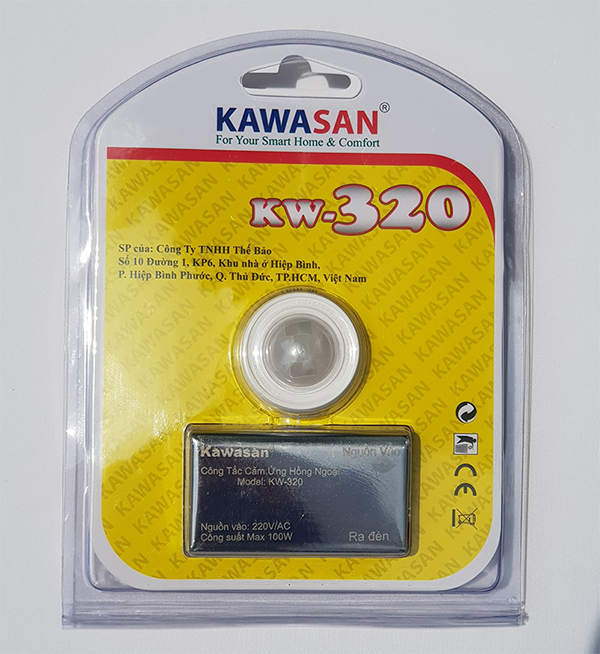 KAWASAN®
For Your Smart Home & Comfort
KW-320
SP của: Công Ty TNHH Thế Bảo
Số 10 Đường 1, KP6, Khu nhà ở Hiệp Bình,
P. Hiệp Bình Phước, Q. Thủ Đức, TP.HCM, Việt Nam
Kawasan® Nguồn Vào
Công Tắc Cảm Ứng Hồng Ngoại
Model: KW-320
Nguồn vào: 220V/AC
Công suất Max 100W Ra đèn
CE